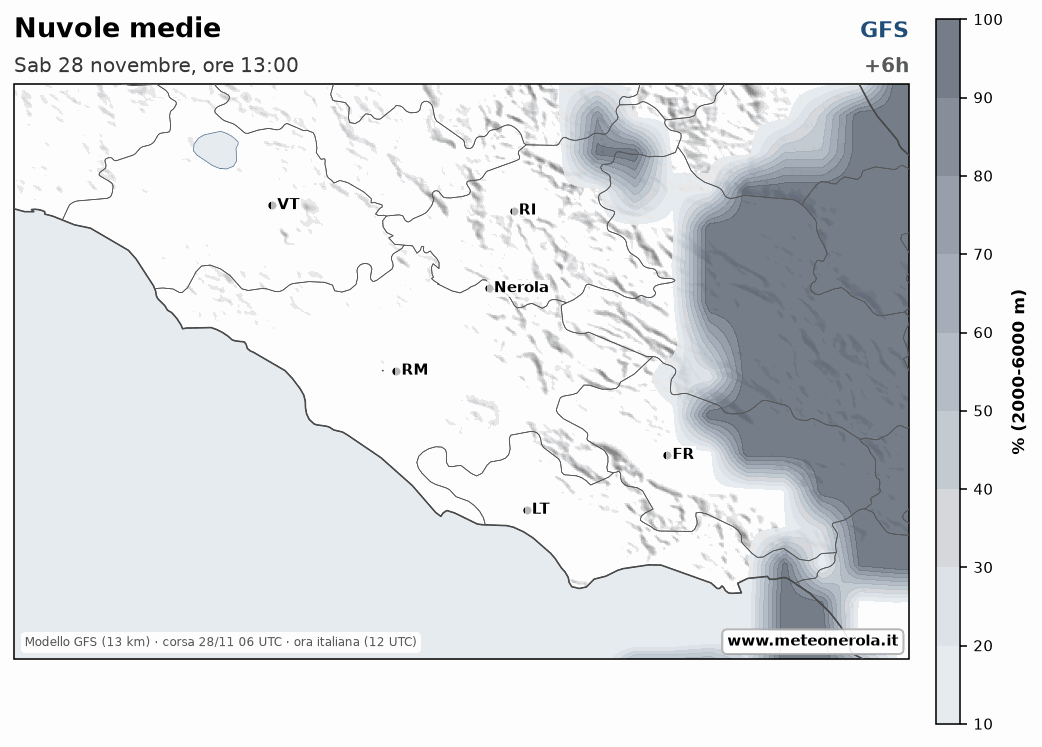 Nuvole medie
GFS
Sab 28 novembre, ore 13:00
+6h
VT
RI
Nerola
RM
FR
LT
Modello GFS (13 km) · corsa 28/11 06 UTC · ora italiana (12 UTC)
www.meteonerola.it
100
90
80
70
60
50
40
30
20
10
% (2000-6000 m)